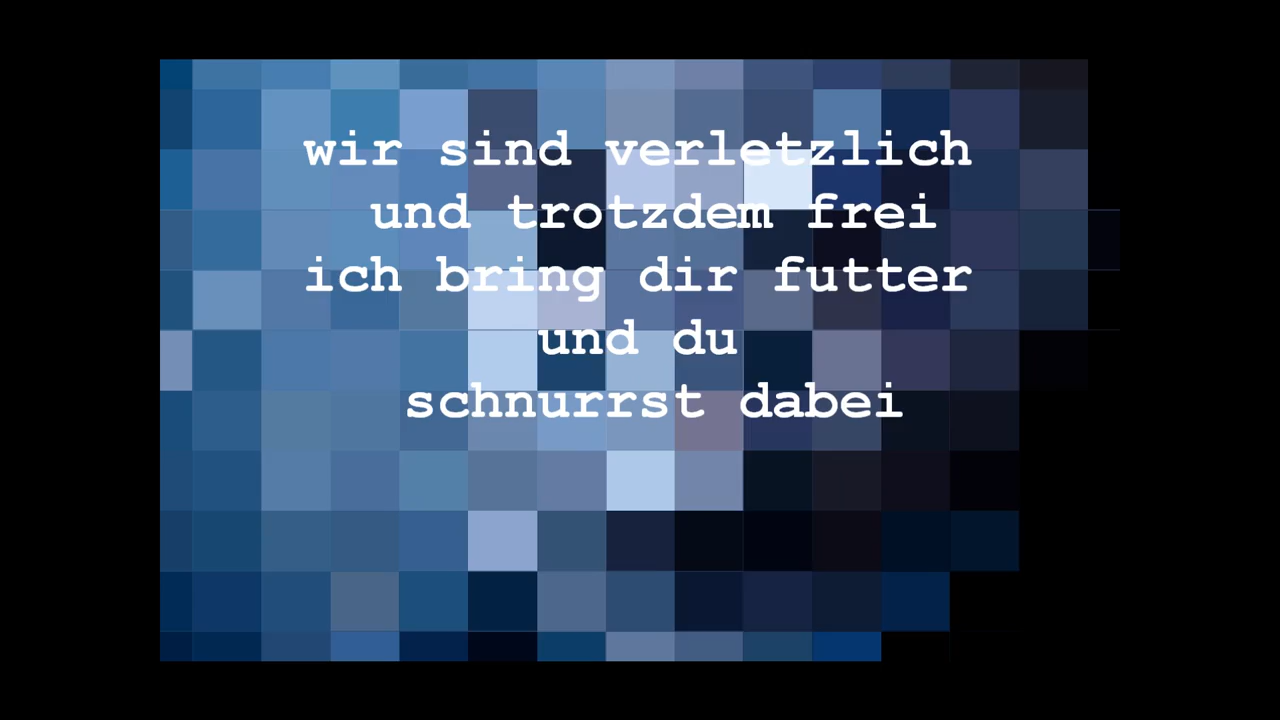 wir sind verletzlich
und trotzdem frei
ich bring dir futter
und du
schnurrst dabei